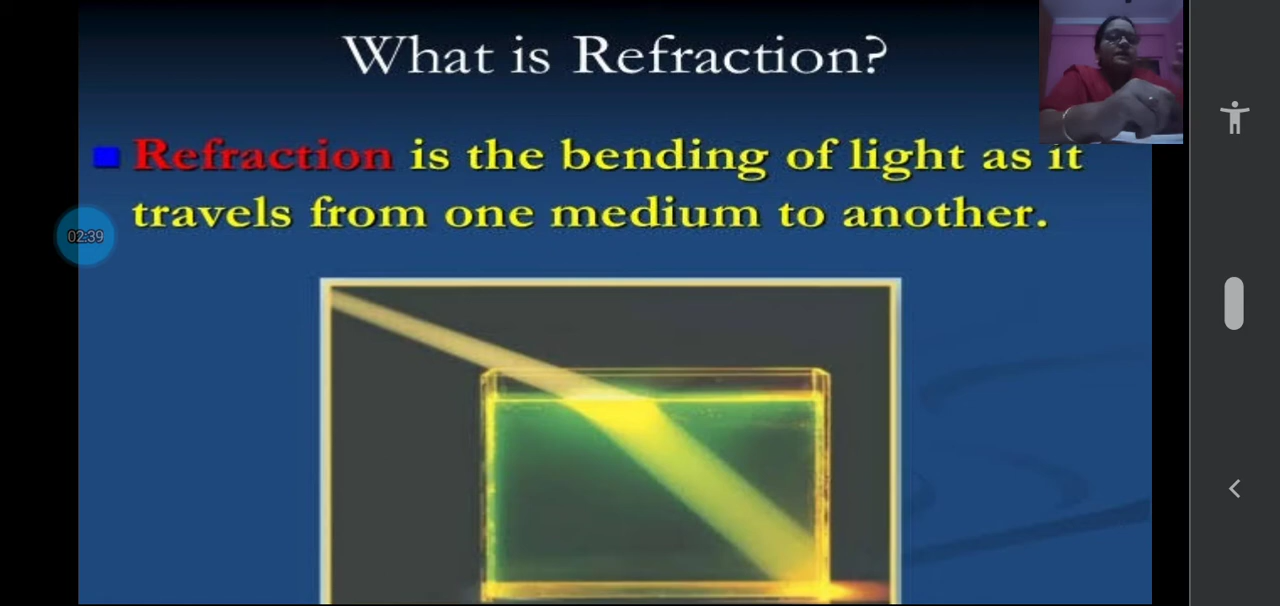 What is Refraction?
Refraction is the bending of light as it
travels from one medium to another.
02:39